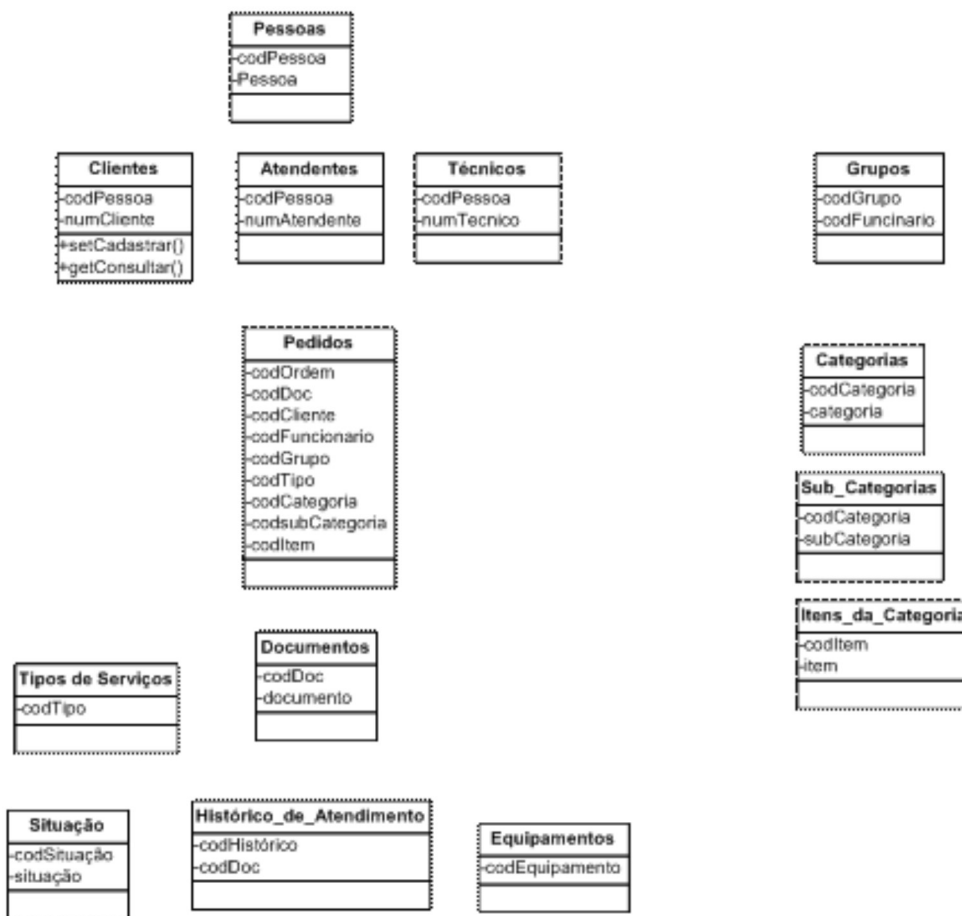 Pessoas
-codPessoa
-Pessoa
Clientes
-codPessoa
-numCliente
+setCadastrar()
+getConsultar()
Atendentes
-codPessoa
-numAtendente
Técnicos
-codPessoa
-numTecnico
Grupos
-codGrupo
-codFuncinario
Pedidos
-codOrdem
-codDoc
-codCliente
-codFuncionario
-codGrupo
-codTipo
-codCategoria
-codsubCategoria
-codItem
Categorias
-codCategoria
-categoria
Sub_Categorias
-codCategoria
-subCategoria
Itens_da_Categoria
-codItem
-item
Documentos
-codDoc
-documento
Tipos de Serviços
-codTipo
Situação
-codSituação
-situação
Histórico_de_Atendimento
-codHistórico
-codDoc
Equipamentos
-codEquipamento